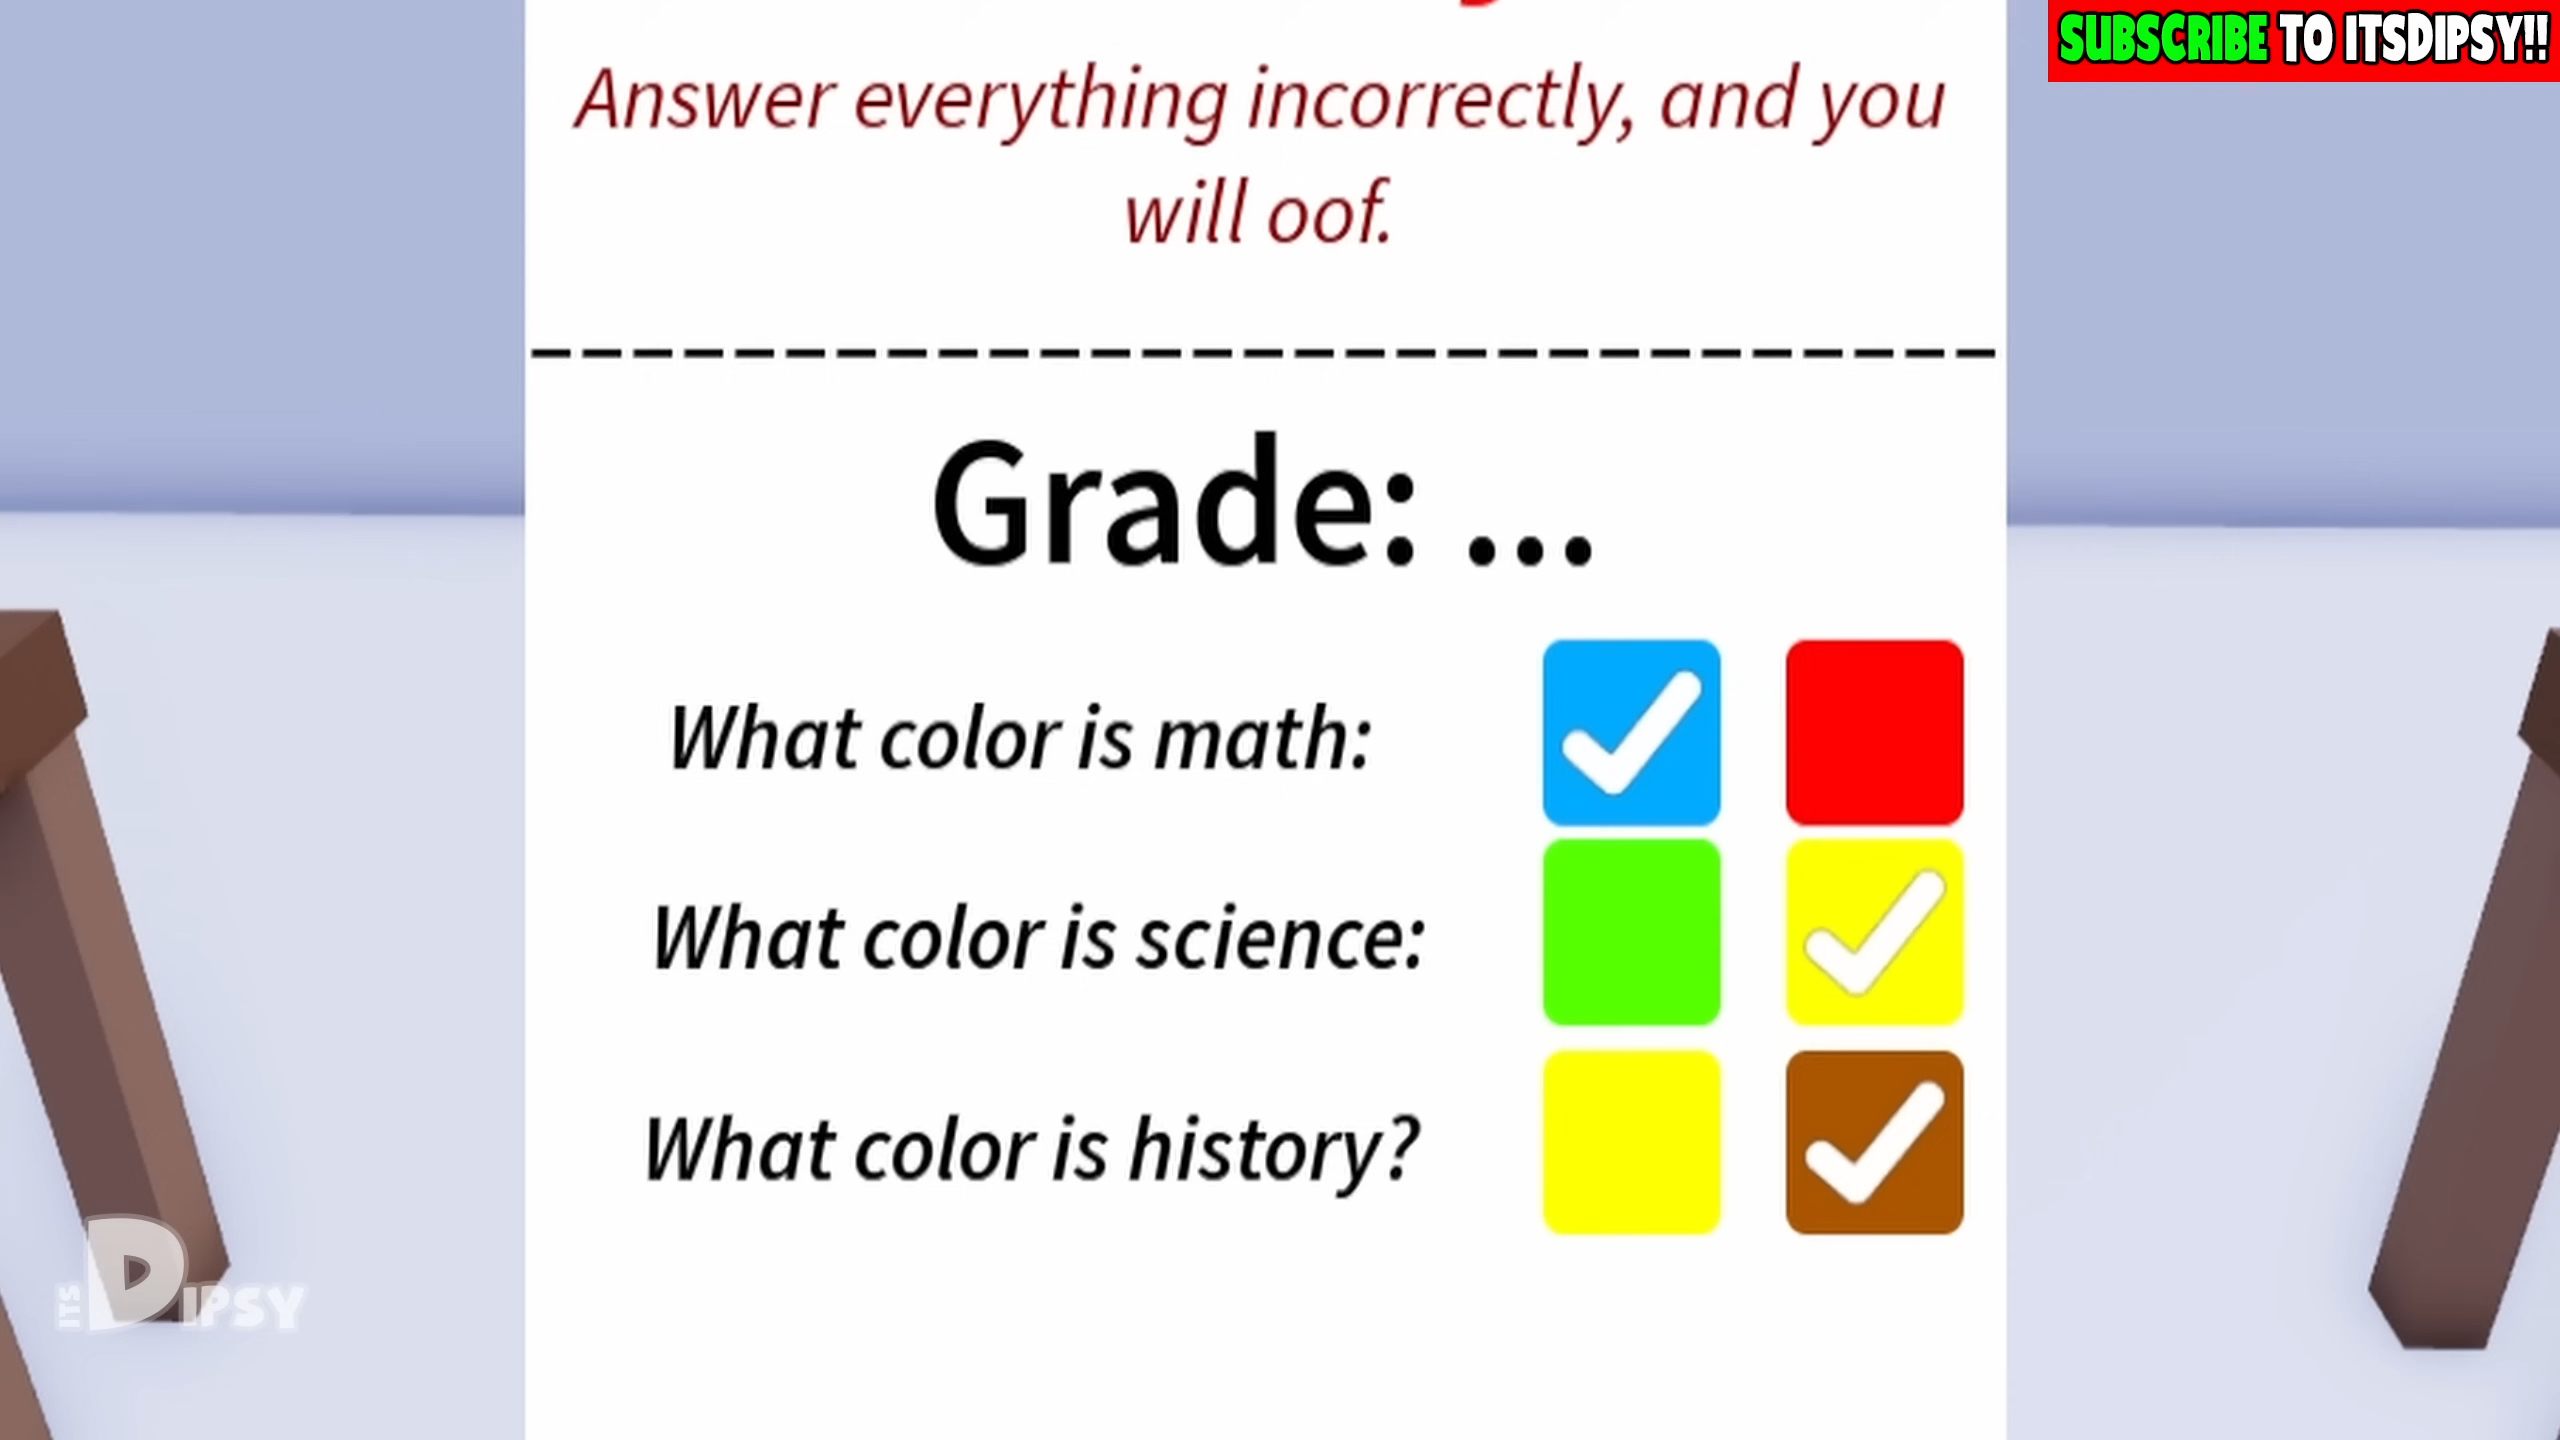 SUBSCRIBE TO ITSDIPSY!!
Answer everything incorrectly, and you
will oof.
Grade: ...
What color is math:
What color is science:
What color is history?
ITS DIPSY